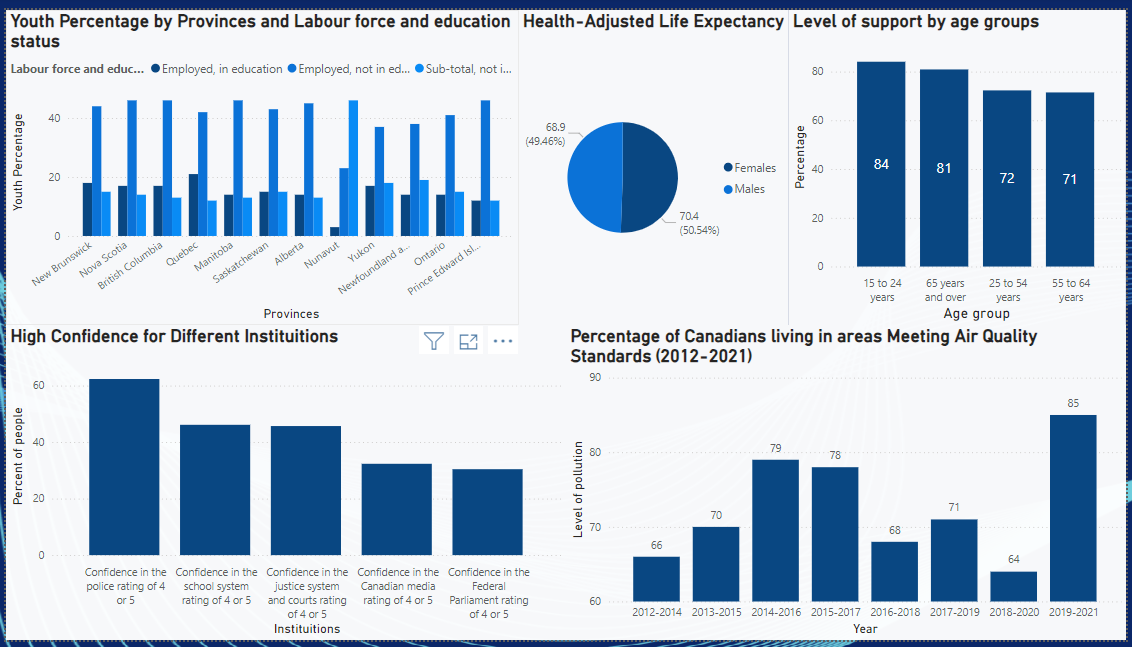 Youth Percentage by Provinces and Labour force and education
status
Labour force and educ... Employed, in education Employed, not in ed... Sub-total, not i...
Youth Percentage
40
20
0
New Brunswick
Nova Scotia
British Columbia
Quebec
Manitoba
Saskatchewan
Alberta
Nunavut
Yukon
Newfoundland a...
Ontario
Prince Edward Isl...
Provinces
Health-Adjusted Life Expectancy
68.9
(49.46%)
70.4
(50.54%)
Females
Males
Level of support by age groups
Percentage
80
60
40
20
0
84
81
72
71
15 to 24
years
65 years
and over
25 to 54
years
55 to 64
years
Age group
High Confidence for Different Instituitions
Percent of people
60
40
20
0
Confidence in the
police rating of 4
or 5
Confidence in the
school system
rating of 4 or 5
Confidence in the
justice system
and courts rating
of 4 or 5
Confidence in the
Canadian media
rating of 4 or 5
Confidence in the
Federal
Parliament rating
of 4 or 5
Instituitions
Percentage of Canadians living in areas Meeting Air Quality
Standards (2012-2021)
Level of pollution
90
80
70
60
66
70
79
78
68
71
64
85
2012-2014
2013-2015
2014-2016
2015-2017
2016-2018
2017-2019
2018-2020
2019-2021
Year